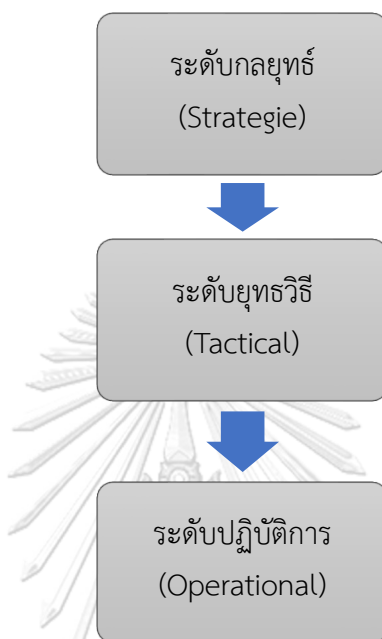 ระดับกลยุทธ์
(Strategie)
ระดับยุทธวิธี
(Tactical)
ระดับปฏิบัติการ
(Operational)